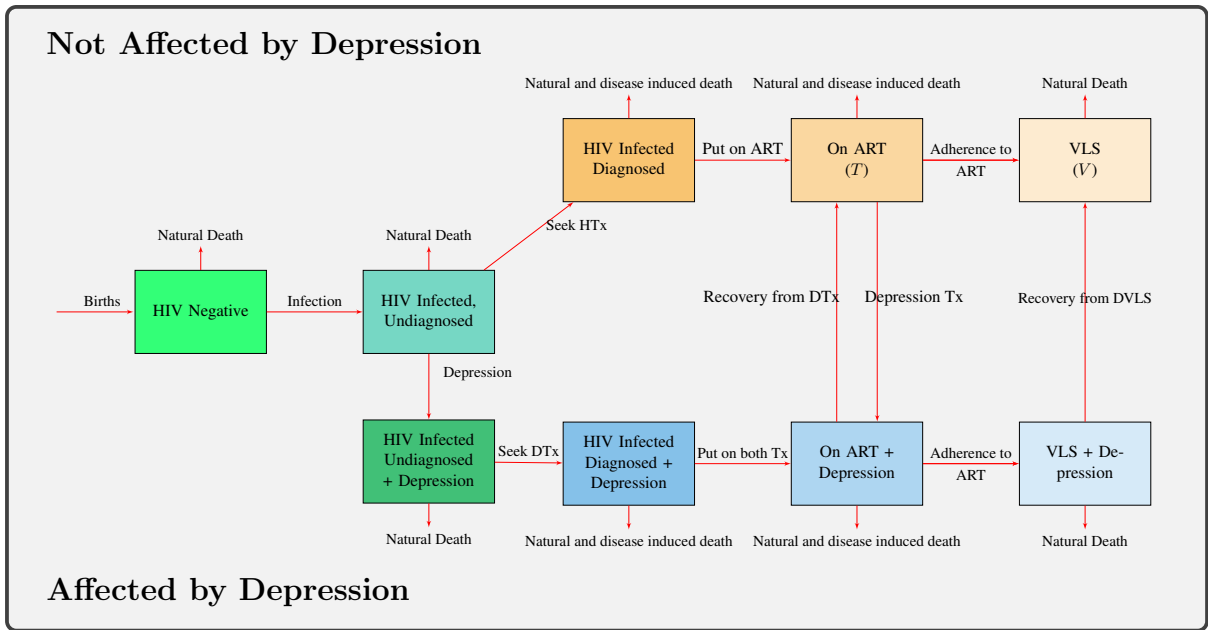 Not Affected by Depression
Natural and disease induced death
Natural and disease induced death
Natural Death
HIV Infected
Diagnosed
Put on ART
On ART
(T)
Adherence to
ART
VLS
(V)
Seek HTx
Natural Death
Natural Death
Births
HIV Negative
Infection
HIV Infected,
Undiagnosed
Recovery from DTx
Depression Tx
Recovery from DVLS
Depression
HIV Infected
Undiagnosed
+ Depression
Seek DTx
HIV Infected
Diagnosed +
Depression
Put on both Tx
On ART +
Depression
Adherence to
ART
VLS + De-
pression
Natural Death
Natural and disease induced death
Natural and disease induced death
Natural Death
Affected by Depression